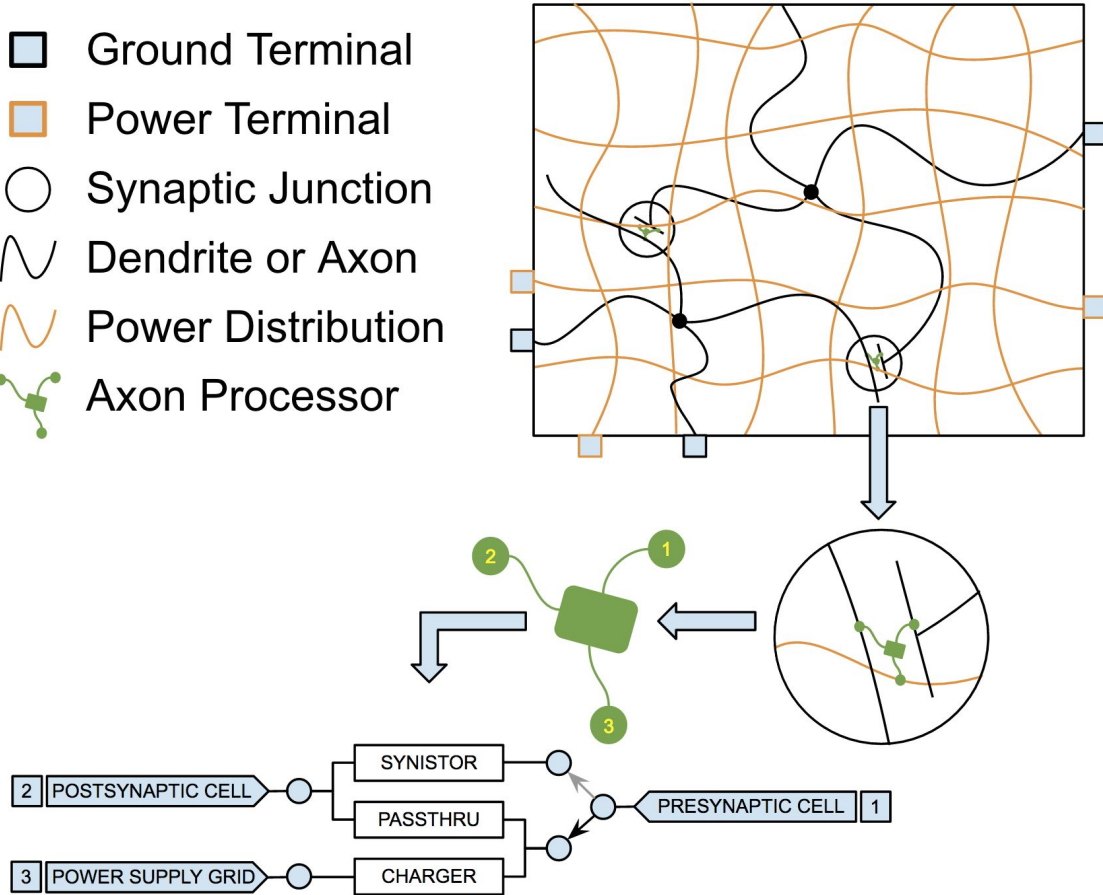 Ground Terminal
Power Terminal
Synaptic Junction
Dendrite or Axon
Power Distribution
Axon Processor
2
1
3
SYNISTOR
2 POSTSYNAPTIC CELL
PASSTHRU
PRESYNAPTIC CELL 1
3 POWER SUPPLY GRID
CHARGER